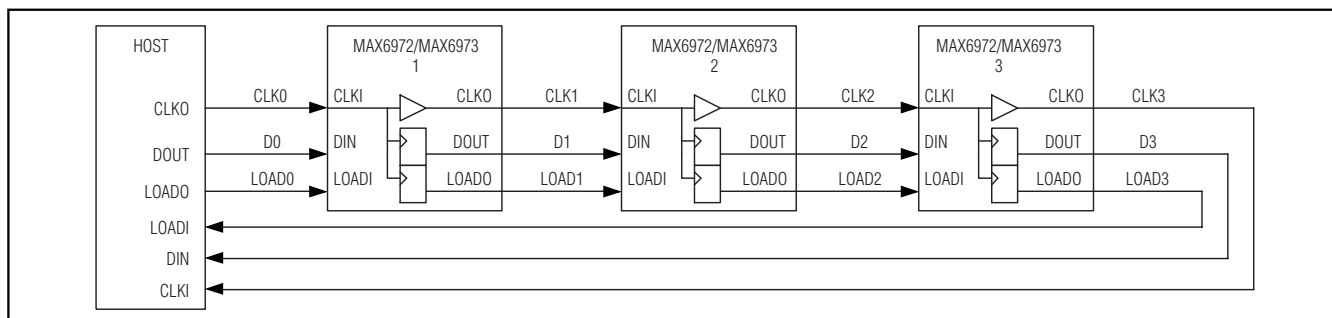 HOST
MAX6972/MAX6973
1
MAX6972/MAX6973
2
MAX6972/MAX6973
3
CLKO CLK0 CLKI CLKO CLK1 CLKI CLKO CLK2 CLKI CLKO CLK3
DOUT D0 DIN DOUT D1 DIN DOUT D2 DIN DOUT D3
LOADO LOAD0 LOADI LOADO LOAD1 LOADI LOADO LOAD2 LOADI LOADO LOAD3
LOADI
DIN
CLKI